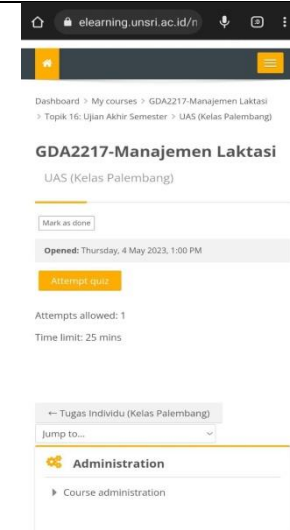 elearning.unsri.ac.id/n
Dashboard > My courses > GDA2217-Manajemen Laktasi
> Topik 16: Ujian Akhir Semester > UAS (Kelas Palembang)
GDA2217-Manajemen Laktasi
UAS (Kelas Palembang)
Mark as done
Opened: Thursday, 4 May 2023, 1:00 PM
Attempt quiz
Attempts allowed: 1
Time limit: 25 mins
← Tugas Individu (Kelas Palembang)
Jump to...
Administration
Course administration